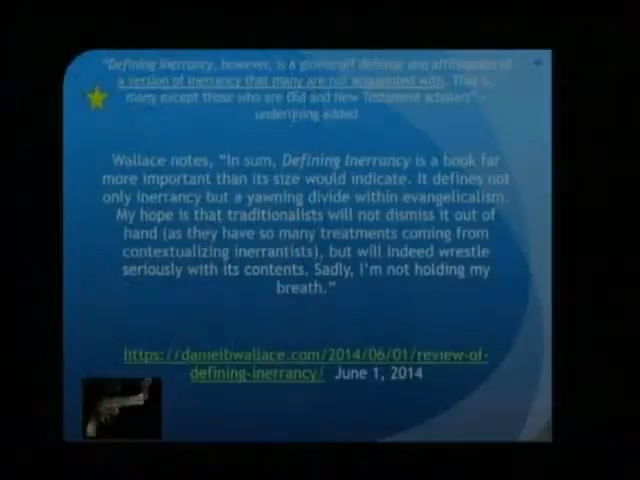 "Defining Inerrancy, however, is a gloves-off defense and affirmation of
a version of inerrancy that many are not acquainted with. That is,
many except those who are Old and New Testament scholars" –
underlining added
Wallace notes, "In sum, Defining Inerrancy is a book far
more important than its size would indicate. It defines not
only inerrancy but a yawning divide within evangelicalism.
My hope is that traditionalists will not dismiss it out of
hand (as they have so many treatments coming from
contextualizing inerrantists), but will indeed wrestle
seriously with its contents. Sadly, I'm not holding my
breath."
https://danielbwallace.com/2014/06/01/review-of-
defining-inerrancy/ June 1, 2014